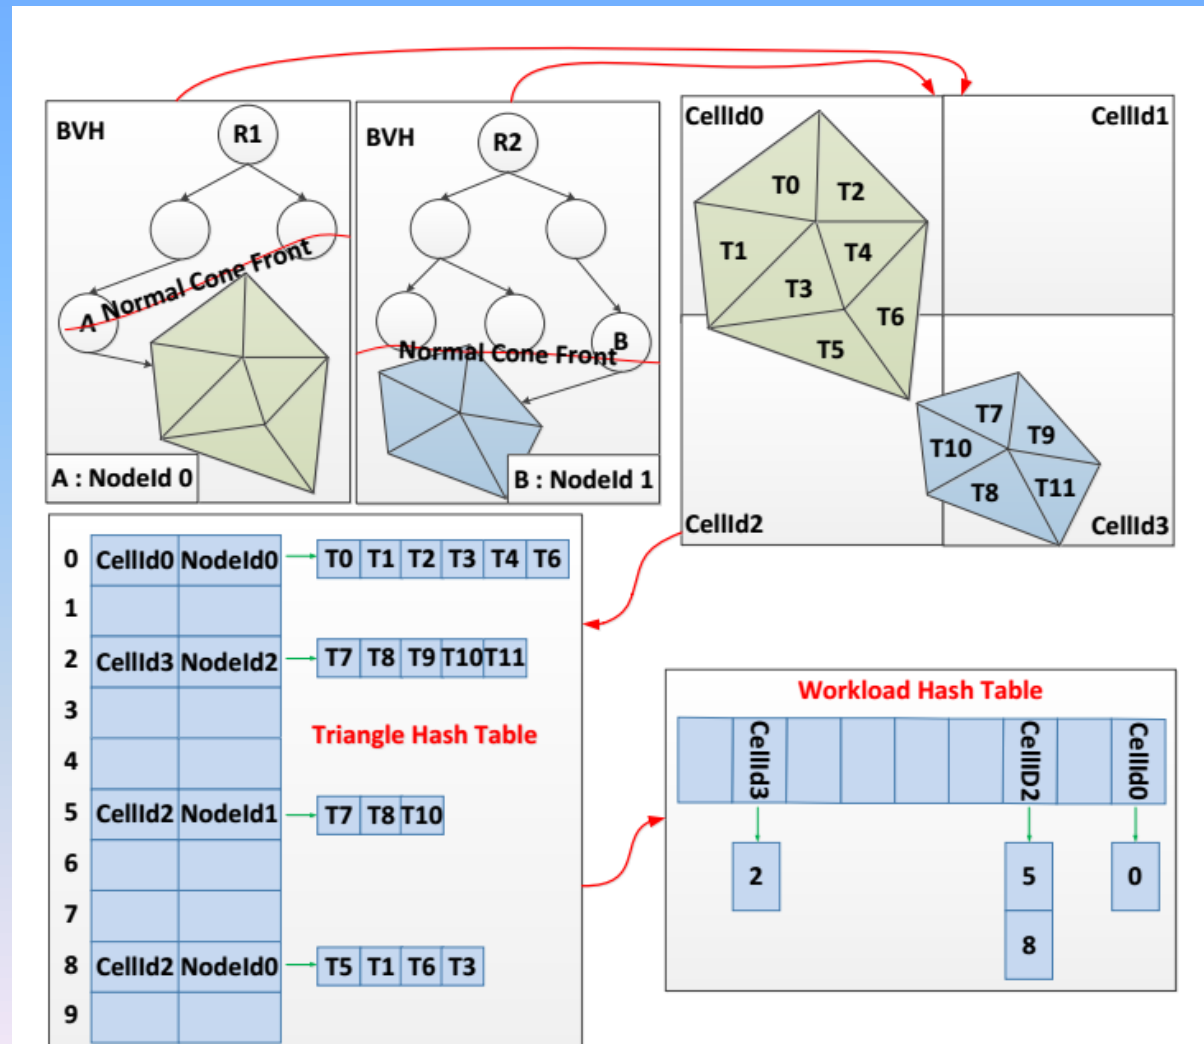 BVH
R1
A
Normal Cone Front
A : NodeId 0
BVH
R2
B
Normal Cone Front
B : NodeId 1
CellId0
CellId1
T0
T2
T1
T4
T3
T6
T5
T7
T9
T10
T8
T11
CellId2
CellId3
0 CellId0 NodeId0 T0 T1 T2 T3 T4 T6
1
2 CellId3 NodeId2 T7 T8 T9 T10 T11
3
Triangle Hash Table
4
5 CellId2 NodeId1 T7 T8 T10
6
7
8 CellId2 NodeId0 T5 T1 T6 T3
9
Workload Hash Table
CellId3
CellID2
CellId0
2
5
0
8